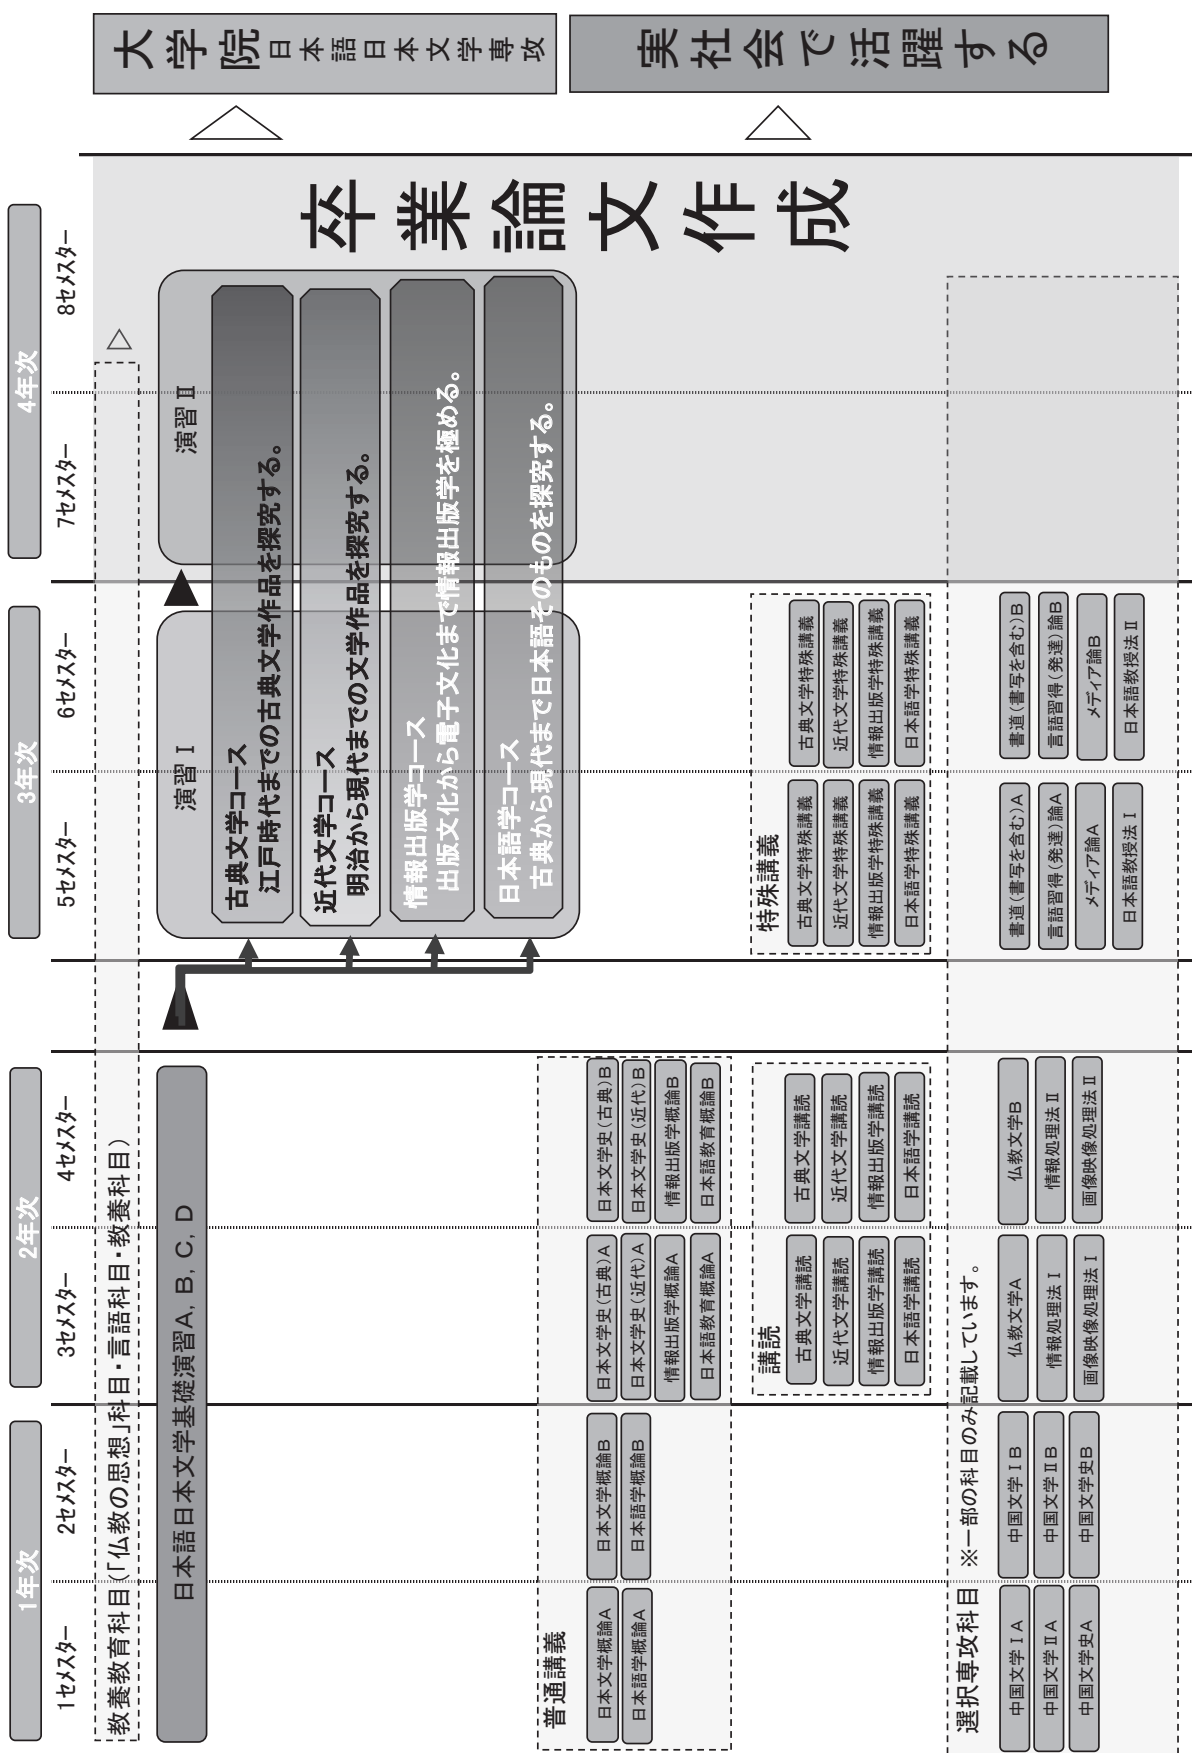 1年次
2年次
3年次
4年次
1セメスター
2セメスター
3セメスター
4セメスター
5セメスター
6セメスター
7セメスター
8セメスター
教養教育科目(「仏教の思想」科目・言語科目・教養科目)
日本語日本文学基礎演習A, B, C, D
演習Ⅰ
演習Ⅱ
古典文学コース
江戸時代までの古典文学作品を探究する。
近代文学コース
明治から現代までの文学作品を探究する。
情報出版学コース
出版文化から電子文化まで情報出版学を極める。
日本語学コース
古典から現代まで日本語そのものを探究する。
卒業論文作成
大学院日本語日本文学専攻
実社会で活躍する
普通講義
日本文学概論A
日本語学概論A
日本文学概論B
日本語学概論B
日本文学史(古典)A
日本文学史(近代)A
情報出版学概論A
日本語教育概論A
日本文学史(古典)B
日本文学史(近代)B
情報出版学概論B
日本語教育概論B
講読
古典文学講読
近代文学講読
情報出版学講読
日本語学講読
古典文学講読
近代文学講読
情報出版学講読
日本語学講読
特殊講義
古典文学特殊講義
近代文学特殊講義
情報出版学特殊講義
日本語学特殊講義
古典文学特殊講義
近代文学特殊講義
情報出版学特殊講義
日本語学特殊講義
選択専攻科目 ※一部の科目のみ記載しています。
中国文学ⅠA
中国文学ⅡA
中国文学史A
中国文学ⅠB
中国文学ⅡB
中国文学史B
仏教文学A
情報処理法Ⅰ
画像映像処理法Ⅰ
仏教文学B
情報処理法Ⅱ
画像映像処理法Ⅱ
書道(書写を含む)A
言語習得(発達)論A
メディア論A
日本語教授法Ⅰ
書道(書写を含む)B
言語習得(発達)論B
メディア論B
日本語教授法Ⅱ